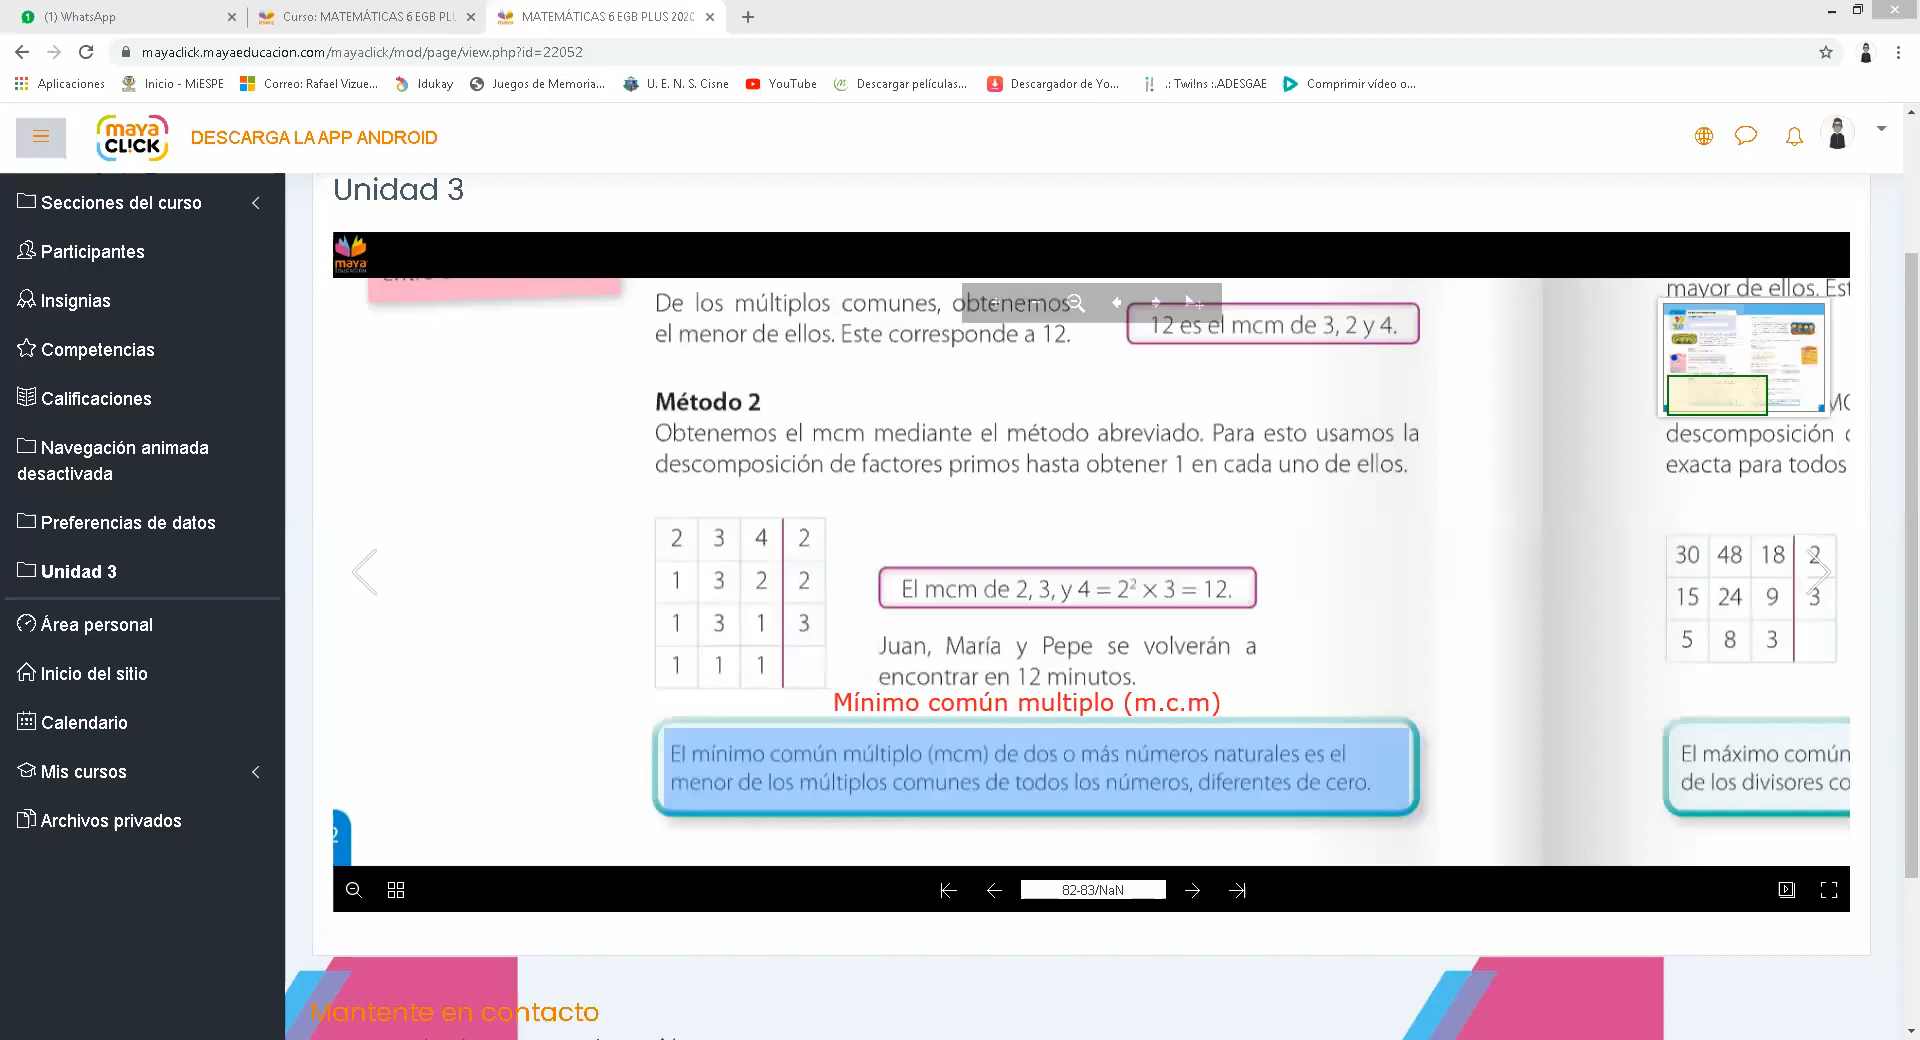 (1) WhatsApp
Curso: MATEMÁTICAS 6 EGB PL
MATEMÁTICAS 6 EGB PLUS 202
mayaclick.mayaeducacion.com/mayaclick/mod/page/view.php?id=22052
Aplicaciones
Inicio - MiESPE
Correo: Rafael Vizue...
Idukay
Juegos de Memoria...
U. E. N. S. Cisne
YouTube
Descargar películas...
Descargador de Yo...
.: Twi!ns :.ADESGAE
Comprimir vídeo o...
maya
CLICK
DESCARGA LA APP ANDROID
Secciones del curso
Participantes
Insignias
Competencias
Calificaciones
Navegación animada
desactivada
Preferencias de datos
Unidad 3
Área personal
Inicio del sitio
Calendario
Mis cursos
Archivos privados
Unidad 3
maya
De los múltiplos comunes, obtenemos
el menor de ellos. Este corresponde a 12.
12 es el mcm de 3, 2 y 4.
Método 2
Obtenemos el mcm mediante el método abreviado. Para esto usamos la
descomposición de factores primos hasta obtener 1 en cada uno de ellos.
2 3 4 2
1 3 2 2
1 3 1 3
1 1 1
El mcm de 2, 3, y 4 = 2² × 3 = 12.
Juan, María y Pepe se volverán a
encontrar en 12 minutos.
Mínimo común multiplo (m.c.m)
El mínimo común múltiplo (mcm) de dos o más números naturales es el
menor de los múltiplos comunes de todos los números, diferentes de cero.
mayor de ellos. Est
descomposición
exacta para todos
30 48 18 2
15 24 9 3
5 8 3
El máximo común
de los divisores co
82-83/NaN
Mantente en contacto